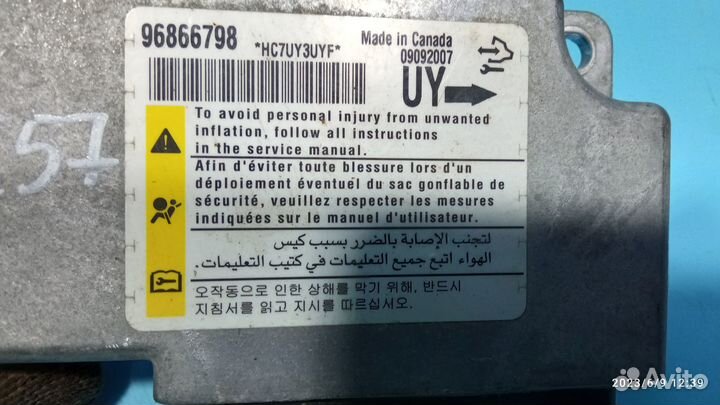 96866798
*HC7UY3UYF*
Made in Canada
09092007
UY
.57
To avoid personal injury from unwanted
inflation, follow all instructions
in the service manual.
Afin d'éviter toute blessure lors d'un
déploiement éventuel du sac gonflable de
sécurité, veuillez respecter les mesures
indiquées sur le manuel d'utilisateur.
لتجنب الإصابة بالضرر بسبب كيس
الهواء اتبع جميع التعليمات في كتيب التعليمات.
오작동으로 인한 상해를 막기 위해, 반드시
지침서를 읽고 지시를 따르십시오.
Avito
2023/6/9 12:39